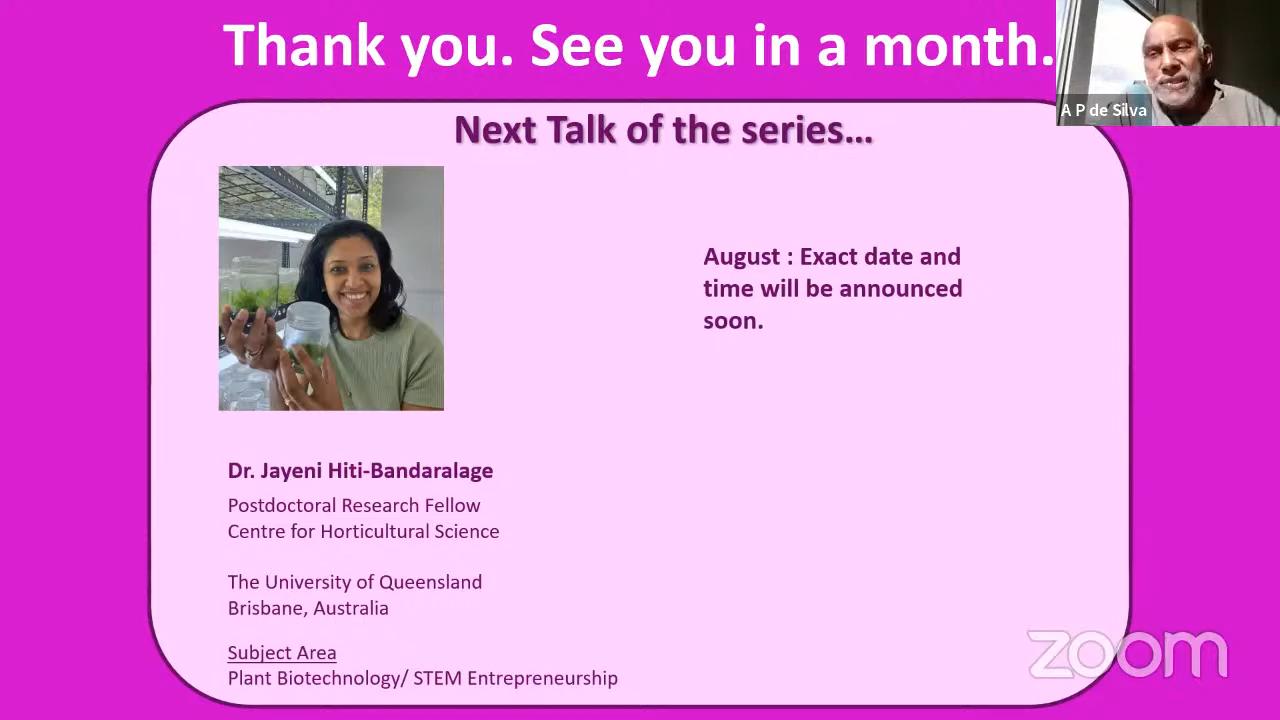 Thank you. See you in a month.
A P de Silva
Next Talk of the series...
August : Exact date and
time will be announced
soon.
Dr. Jayeni Hiti-Bandaralage
Postdoctoral Research Fellow
Centre for Horticultural Science
The University of Queensland
Brisbane, Australia
Subject Area
Plant Biotechnology/ STEM Entrepreneurship
zoom